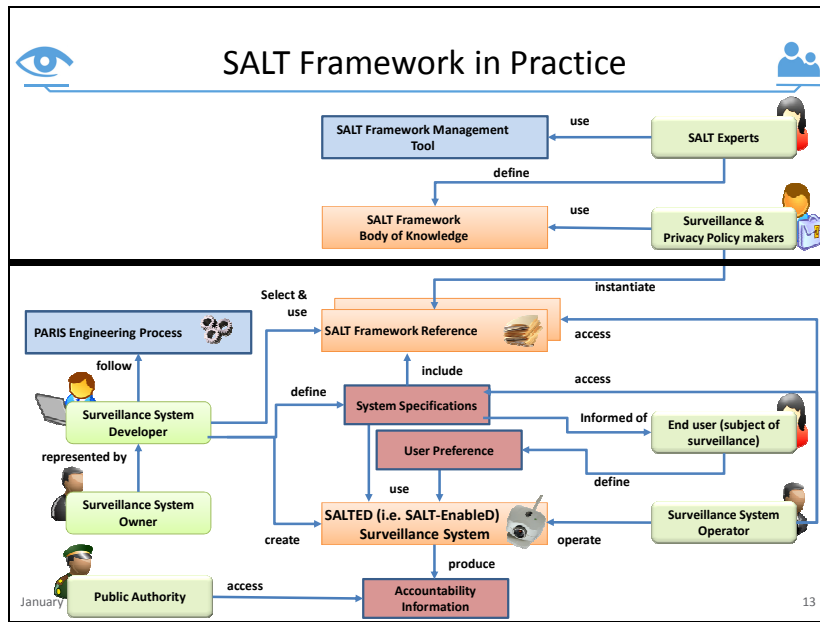 SALT Framework in Practice
SALT Framework Management
Tool
use
SALT Experts
define
SALT Framework
Body of Knowledge
use
Surveillance &
Privacy Policy makers
instantiate
Select &
use
PARIS Engineering Process
SALT Framework Reference
access
follow
include
access
define
System Specifications
Surveillance System
Developer
Informed of
End user (subject of
surveillance)
User Preference
represented by
define
use
Surveillance System
Owner
SALTED (i.e. SALT-EnableD)
Surveillance System
Surveillance System
Operator
create
operate
produce
access
Public Authority
Accountability
Information
January
13